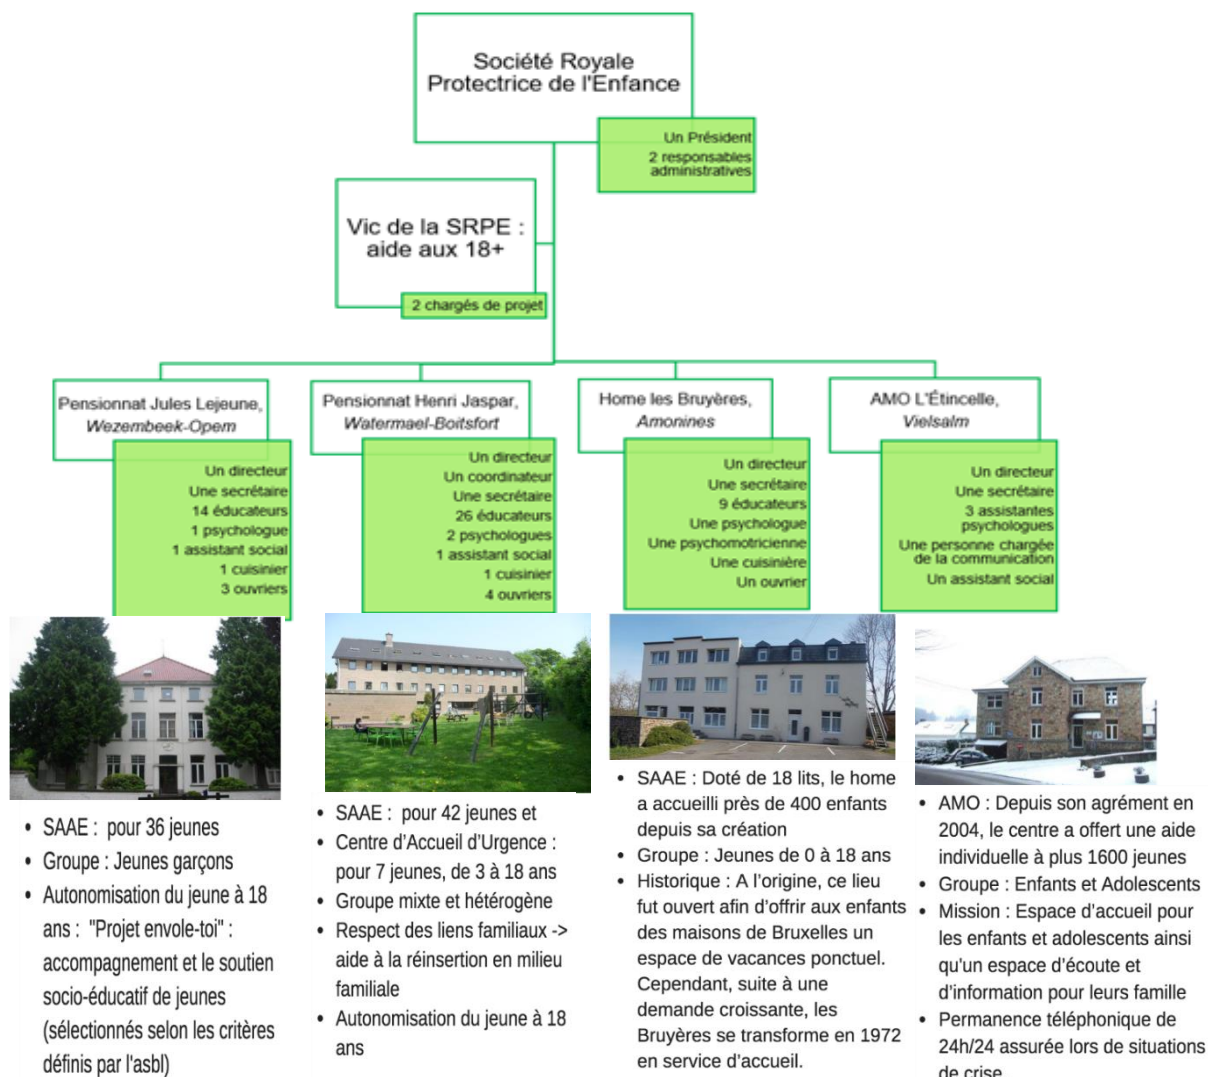 Société Royale
Protectrice de l'Enfance
Un Président
2 responsables
administratives
Vic de la SRPE :
aide aux 18+
2 chargés de projet
Pensionnat Jules Lejeune,
Wezembeek-Opem
Un directeur
Une secrétaire
14 éducateurs
1 psychologue
1 assistant social
1 cuisinier
3 ouvriers
Pensionnat Henri Jaspar,
Watermael-Boitsfort
Un directeur
Un coordinateur
Une secrétaire
26 éducateurs
2 psychologues
1 assistant social
1 cuisinier
4 ouvriers
Home les Bruyères,
Amonines
Un directeur
Une secrétaire
9 éducateurs
Une psychologue
Une psychomotricienne
Une cuisinière
Un ouvrier
AMO L'Étincelle,
Vielsalm
Un directeur
Une secrétaire
3 assistantes
psychologues
Une personne chargée
de la communication
Un assistant social
• SAAE : pour 36 jeunes
• Groupe : Jeunes garçons
• Autonomisation du jeune à 18
ans : "Projet envole-toi" :
accompagnement et le soutien
socio-éducatif de jeunes
(sélectionnés selon les critères
définis par l'asbl)
• SAAE : pour 42 jeunes et
• Centre d'Accueil d'Urgence :
pour 7 jeunes, de 3 à 18 ans
• Groupe mixte et hétérogène
• Respect des liens familiaux ->
aide à la réinsertion en milieu
familiale
• Autonomisation du jeune à 18
ans
• SAAE : Doté de 18 lits, le home
a accueilli près de 400 enfants
depuis sa création
• Groupe : Jeunes de 0 à 18 ans
• Historique : A l'origine, ce lieu
fut ouvert afin d'offrir aux enfants
des maisons de Bruxelles un
espace de vacances ponctuel.
Cependant, suite à une
demande croissante, les
Bruyères se transforme en 1972
en service d'accueil.
• AMO : Depuis son agrément en
2004, le centre a offert une aide
individuelle à plus 1600 jeunes
• Groupe : Enfants et Adolescents
• Mission : Espace d'accueil pour
les enfants et adolescents ainsi
qu'un espace d'écoute et
d'information pour leurs famille
• Permanence téléphonique de
24h/24 assurée lors de situations
de crise